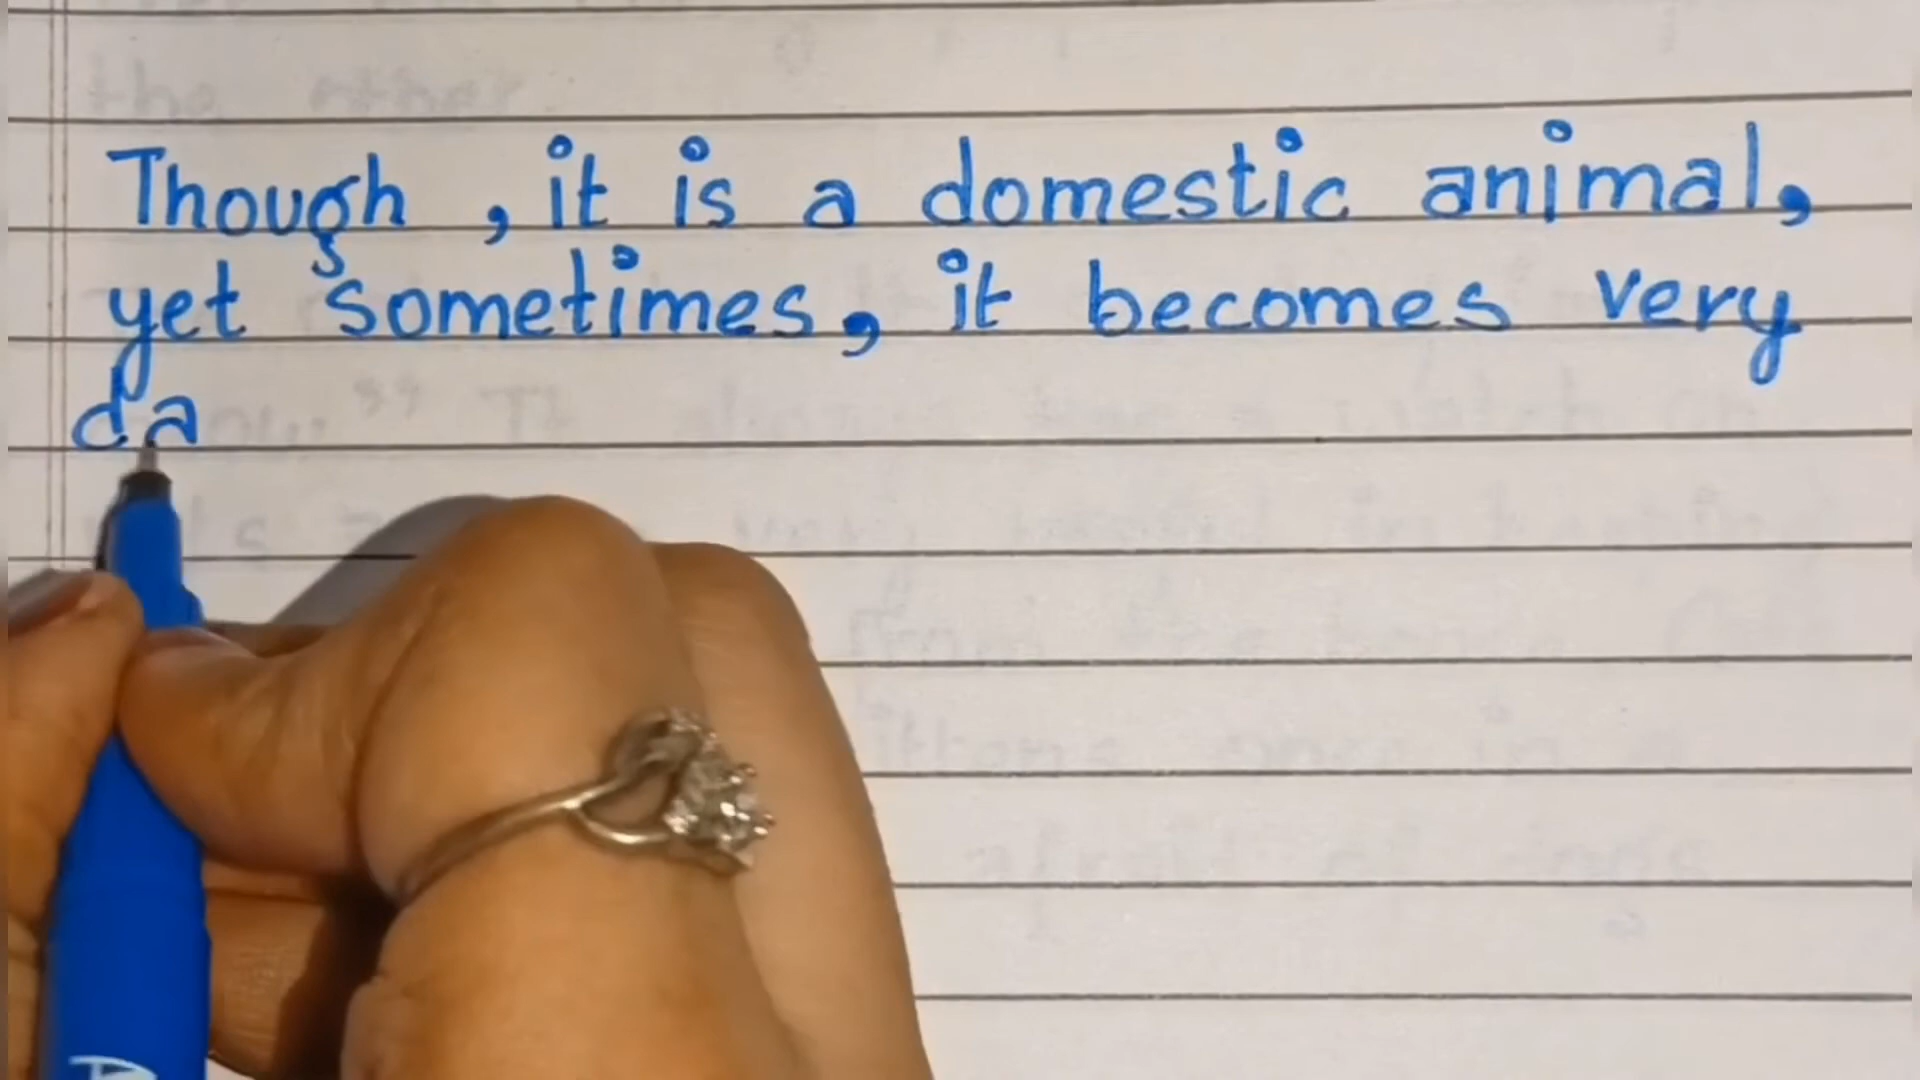 Though, it is a domestic animal,
yet sometimes, it becomes very
da